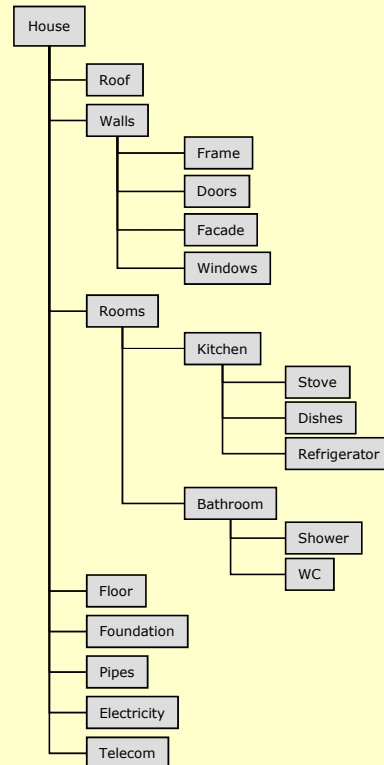 House
Roof
Walls
Frame
Doors
Facade
Windows
Rooms
Kitchen
Stove
Dishes
Refrigerator
Bathroom
Shower
WC
Floor
Foundation
Pipes
Electricity
Telecom